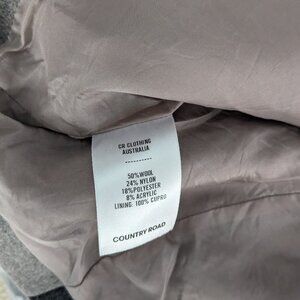 CR CLOTHING
AUSTRALIA
-----------
50%WOOL
24% NYLON
18%POLYESTER
8% ACRYLIC
LINING: 100% CUPRO
COUNTRY ROAD